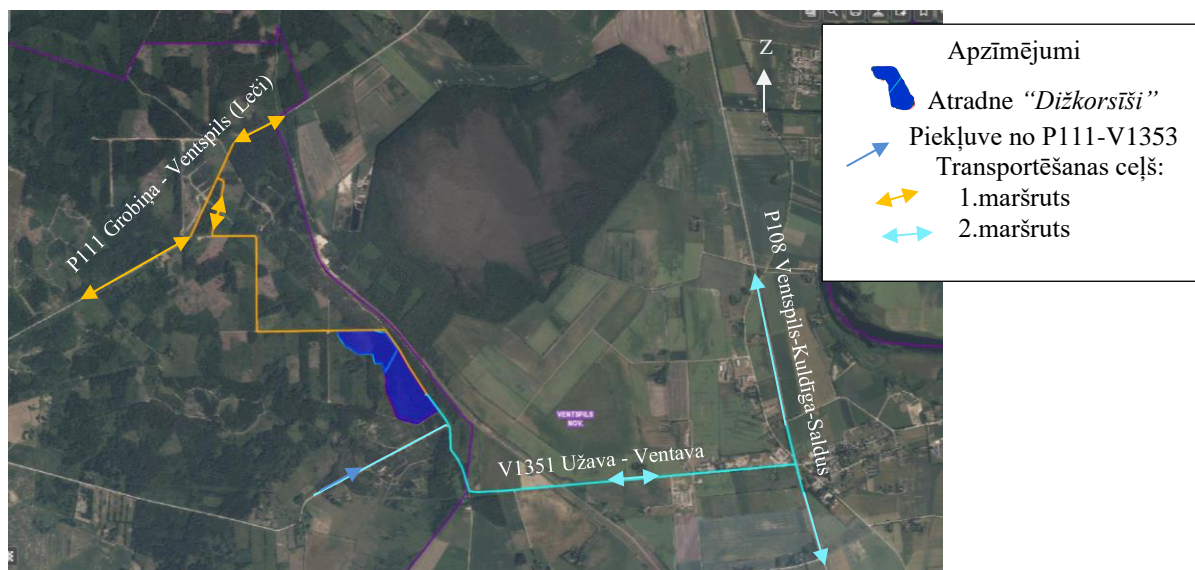 Z
P111 Grobiņa - Ventspils (Leči)
P108 Ventspils-Kuldīga-Saldus
VENTSPILS
NOV.
V1351 Užava - Ventava
Apzīmējumi
Atradne “Dižkorsīši”
Piekļuve no P111-V1353
Transportēšanas ceļš:
1.maršruts
2.maršruts